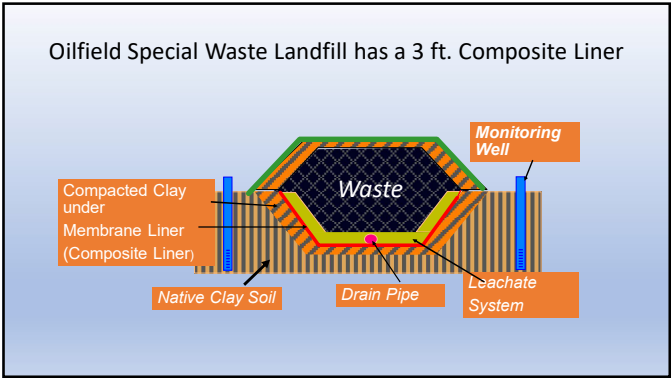 Oilfield Special Waste Landfill has a 3 ft. Composite Liner
Monitoring
Well
Waste
Compacted Clay
under
Membrane Liner
(Composite Liner)
Native Clay Soil
Drain Pipe
Leachate
System